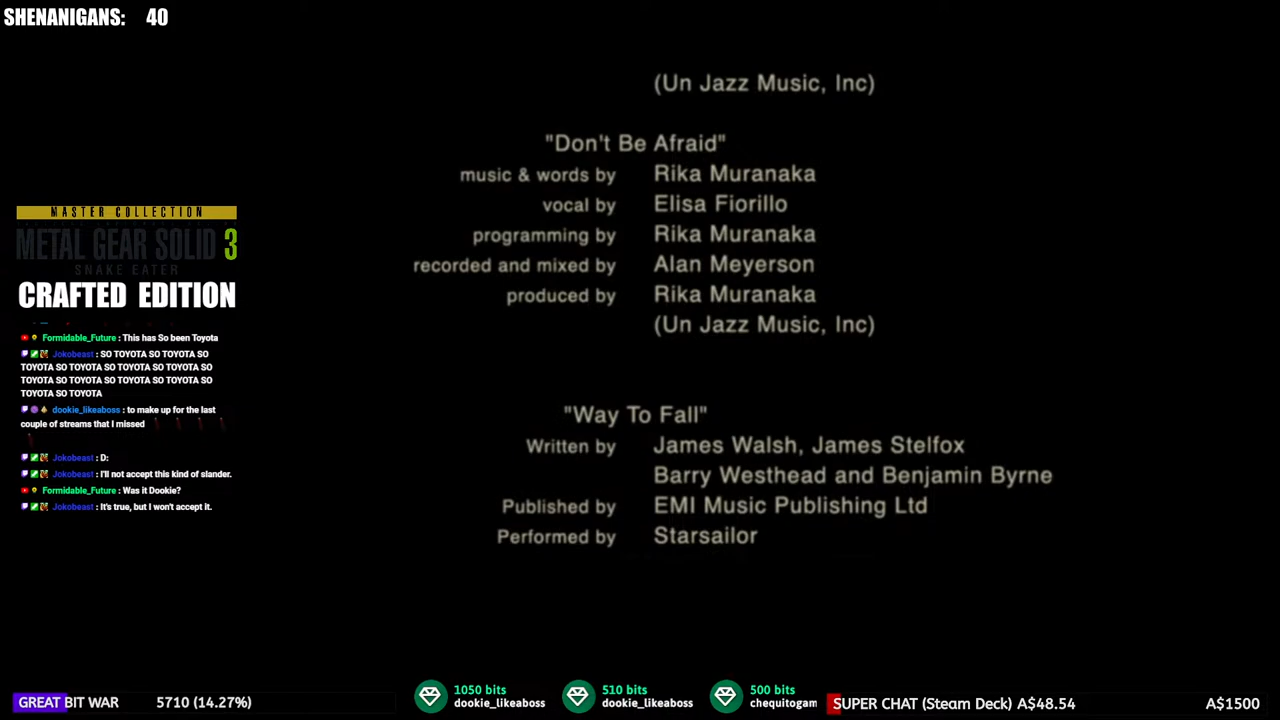 SHENANIGANS: 40
(Un Jazz Music, Inc)
"Don't Be Afraid"
music & words by Rika Muranaka
vocal by Elisa Fiorillo
programming by Rika Muranaka
recorded and mixed by Alan Meyerson
produced by Rika Muranaka
(Un Jazz Music, Inc)
"Way To Fall"
Written by James Walsh, James Stelfox
Barry Westhead and Benjamin Byrne
Published by EMI Music Publishing Ltd
Performed by Starsailor
MASTER COLLECTION
METAL GEAR SOLID 3
SNAKE EATER
CRAFTED EDITION
Formidable_Future : This has So been Toyota
Jokobeast : SO TOYOTA SO TOYOTA SO
TOYOTA SO TOYOTA SO TOYOTA SO
TOYOTA SO TOYOTA SO TOYOTA SO
TOYOTA SO TOYOTA
dookie_likeaboss : to make up for the last
couple of streams that I missed
Jokobeast : D:
Jokobeast : I'll not accept this kind of slander.
Formidable_Future : Was it Dookie?
Jokobeast : It's true, but I won't accept it.
GREAT BIT WAR 5710 (14.27%)
1050 bits
dookie_likeaboss
510 bits
dookie_likeaboss
500 bits
chequitogam
SUPER CHAT (Steam Deck) A$48.54 A$1500